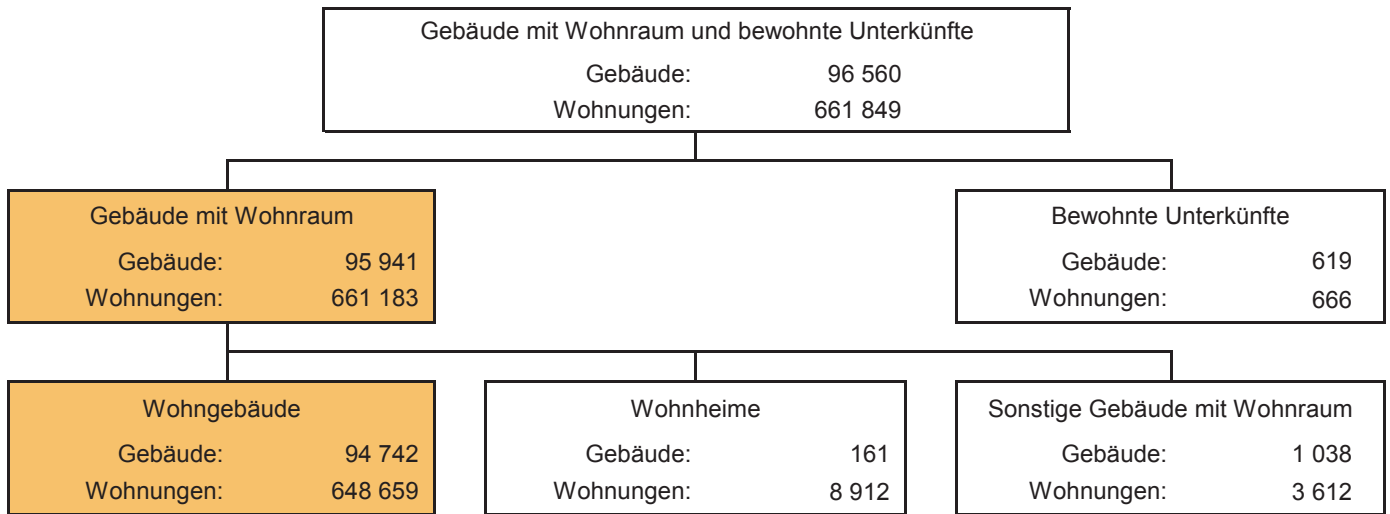 Gebäude mit Wohnraum und bewohnte Unterkünfte
Gebäude: 96 560
Wohnungen: 661 849
Gebäude mit Wohnraum
Gebäude: 95 941
Wohnungen: 661 183
Bewohnte Unterkünfte
Gebäude: 619
Wohnungen: 666
Wohngebäude
Gebäude: 94 742
Wohnungen: 648 659
Wohnheime
Gebäude: 161
Wohnungen: 8 912
Sonstige Gebäude mit Wohnraum
Gebäude: 1 038
Wohnungen: 3 612